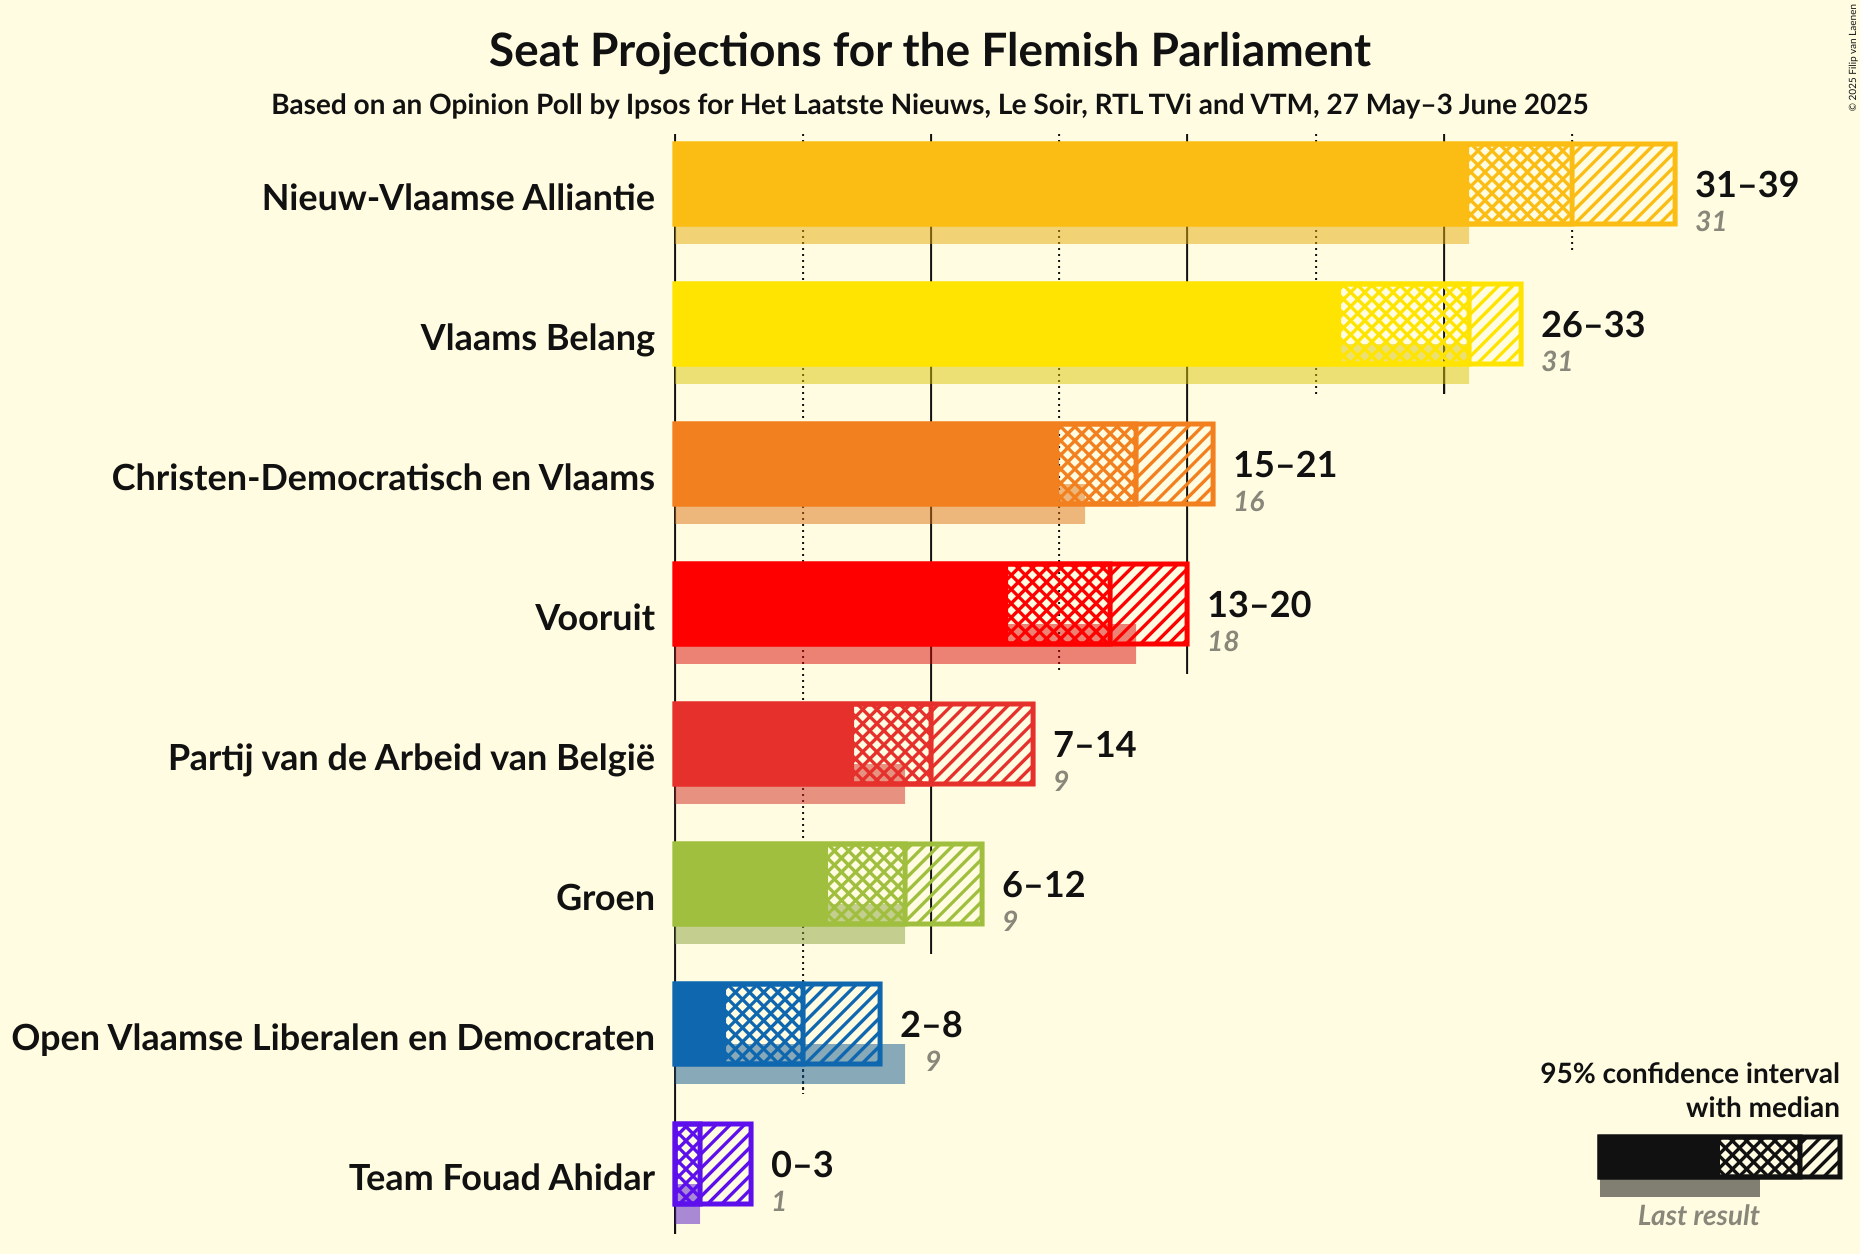 Seat Projections for the Flemish Parliament
Based on an Opinion Poll by Ipsos for Het Laatste Nieuws, Le Soir, RTL TVi and VTM, 27 May–3 June 2025
© 2025 Filip van Laenen
Nieuw-Vlaamse Alliantie
31–39
31
Vlaams Belang
26–33
31
Christen-Democratisch en Vlaams
15–21
16
Vooruit
13–20
18
Partij van de Arbeid van België
7–14
9
Groen
6–12
9
Open Vlaamse Liberalen en Democraten
2–8
9
Team Fouad Ahidar
0–3
1
95% confidence interval
with median
Last result